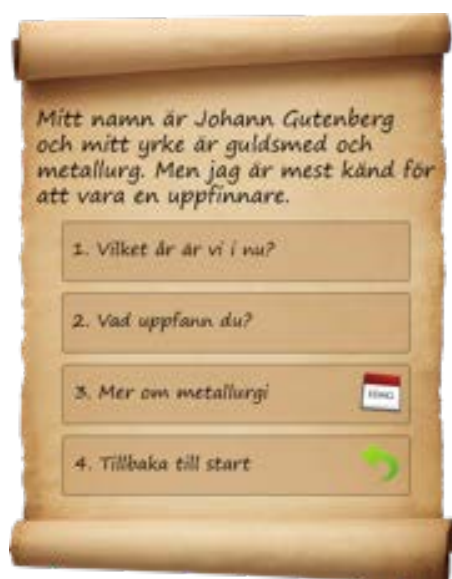 Mitt namn är Johann Gutenberg
och mitt yrke är guldsmed och
metallurg. Men jag är mest känd för
att vara en uppfinnare.
1. Vilket år är vi i nu?
2. Vad uppfann du?
3. Mer om metallurgi
4. Tillbaka till start